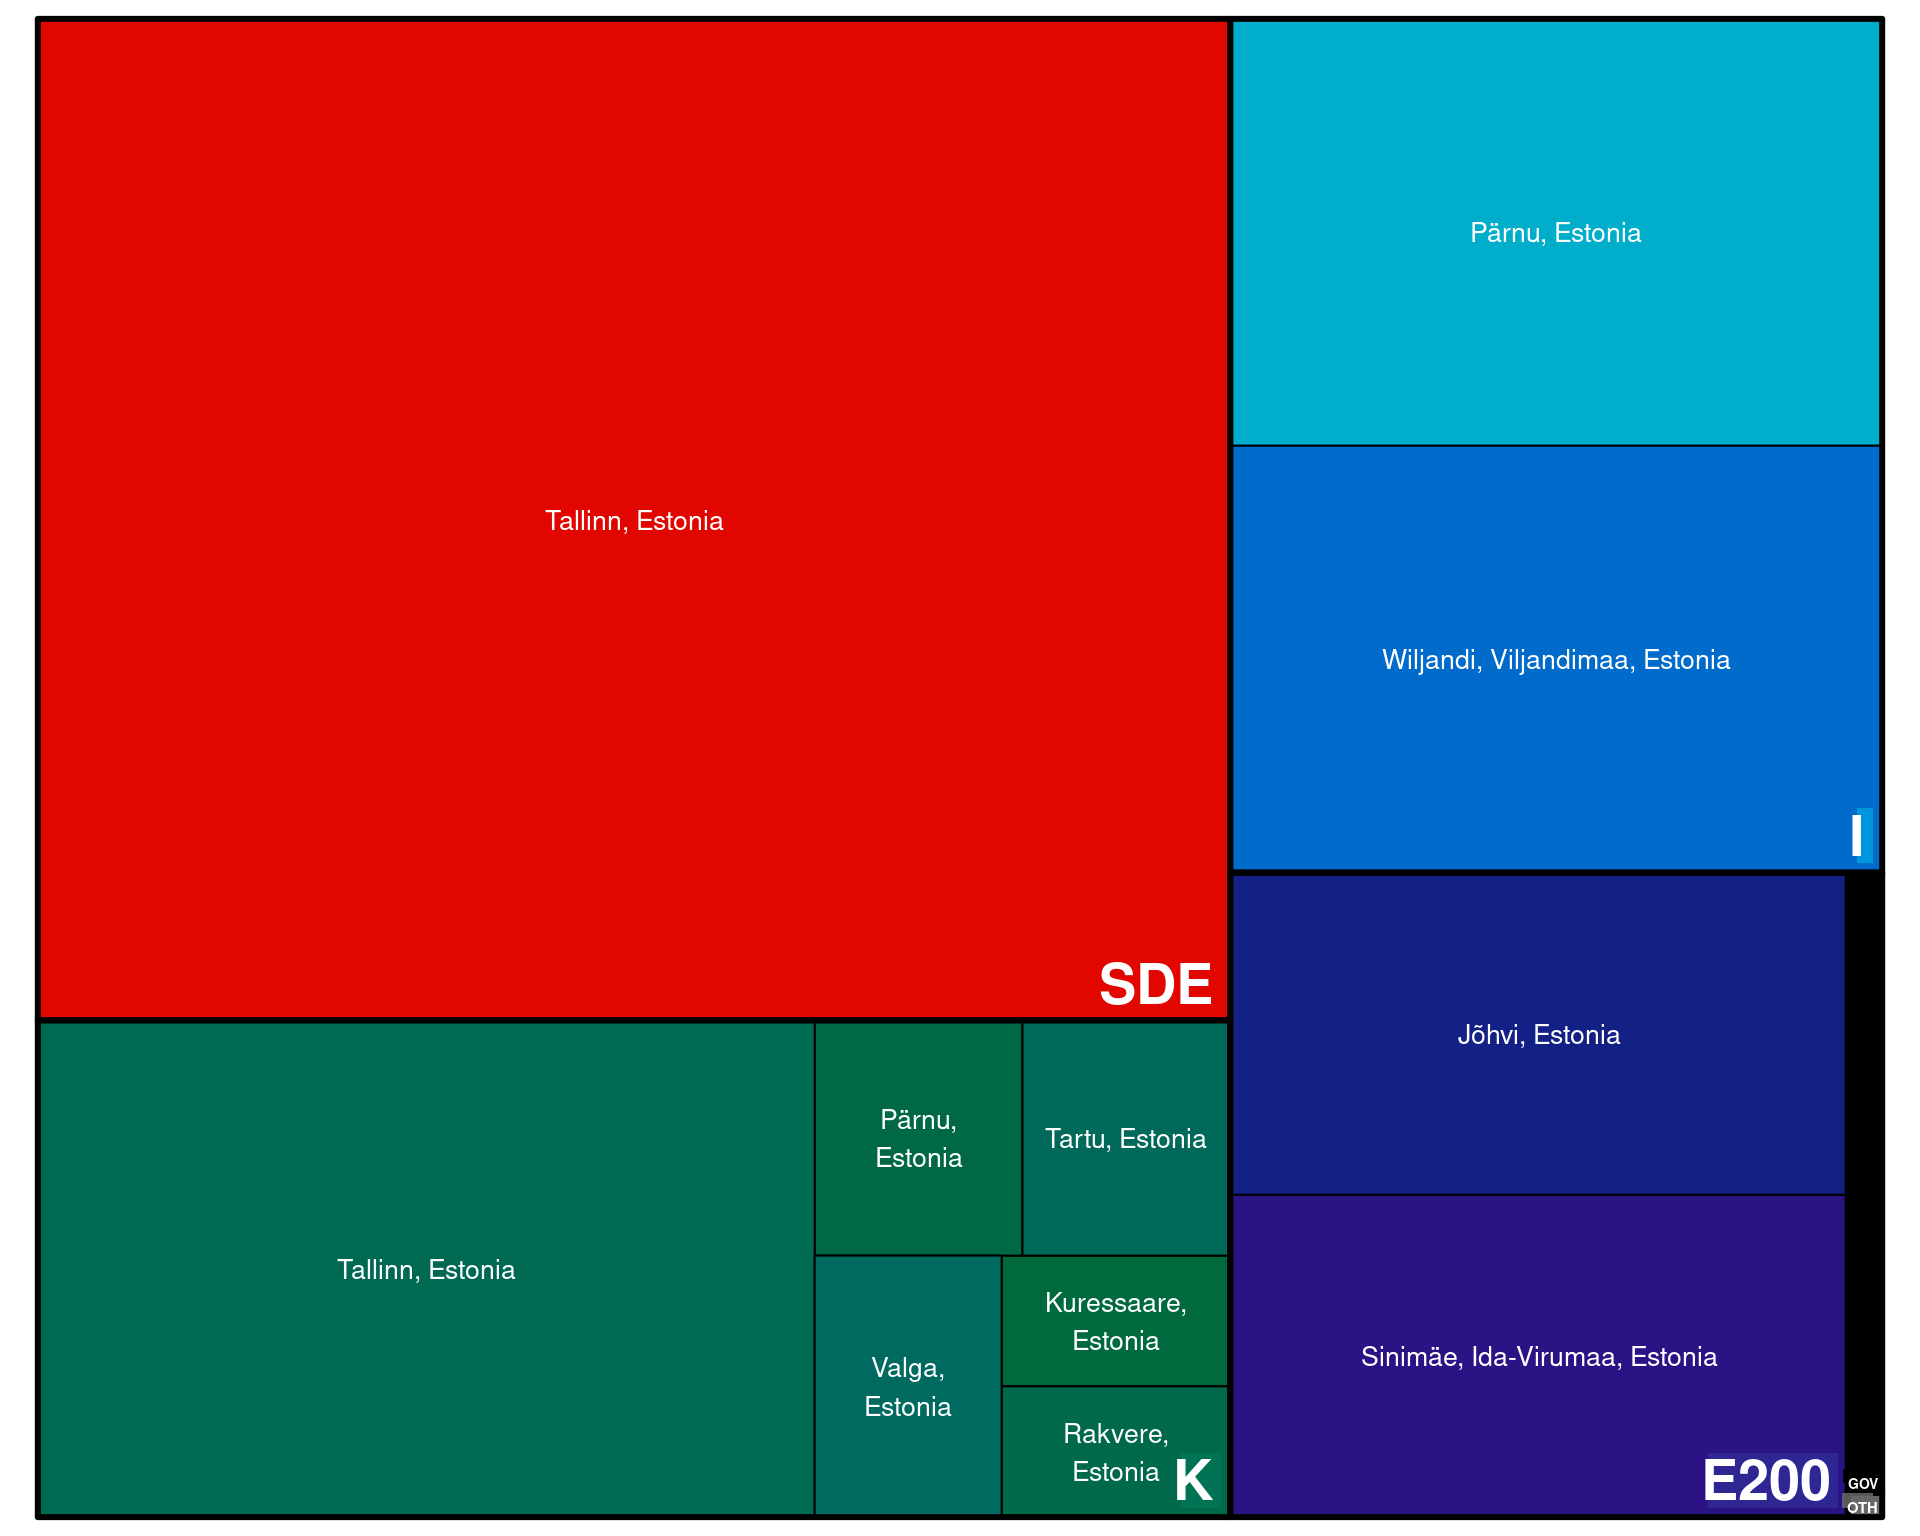 Tallinn, Estonia
SDE
Pärnu, Estonia
Wiljandi, Viljandimaa, Estonia
I
Tallinn, Estonia
Pärnu,
Estonia
Tartu, Estonia
Valga,
Estonia
Kuressaare,
Estonia
Rakvere,
Estonia
K
Jõhvi, Estonia
Sinimäe, Ida-Virumaa, Estonia
E200
GOV
OTH